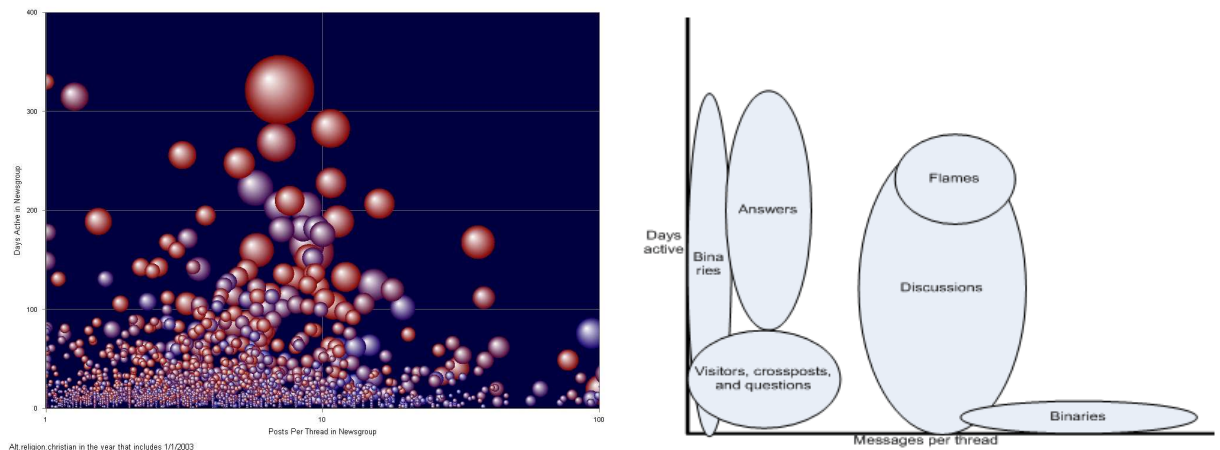 400
300
200
100
0
Days Active in Newsgroup
1
10
100
Posts Per Thread in Newsgroup
Alt.religion.christian in the year that includes 1/1/2003
Days
active
Bina
ries
Answers
Flames
Discussions
Visitors, crossposts,
and questions
Binaries
Messages per thread